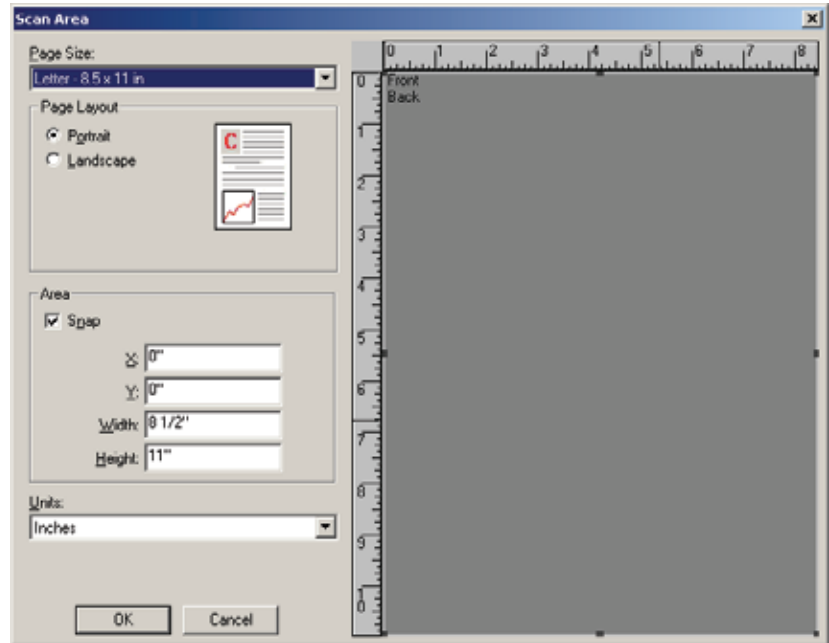 Scan Area
Page Size:
Letter - 8.5 x 11 in
Page Layout
Portrait
Landscape
C
Area
Snap
X: 0"
Y: 0"
Width: 8 1/2"
Height: 11"
Units:
Inches
OK Cancel
0 1 2 3 4 5 6 7 8
Front
Back
0
1
2
3
4
5
6
7
8
9
10